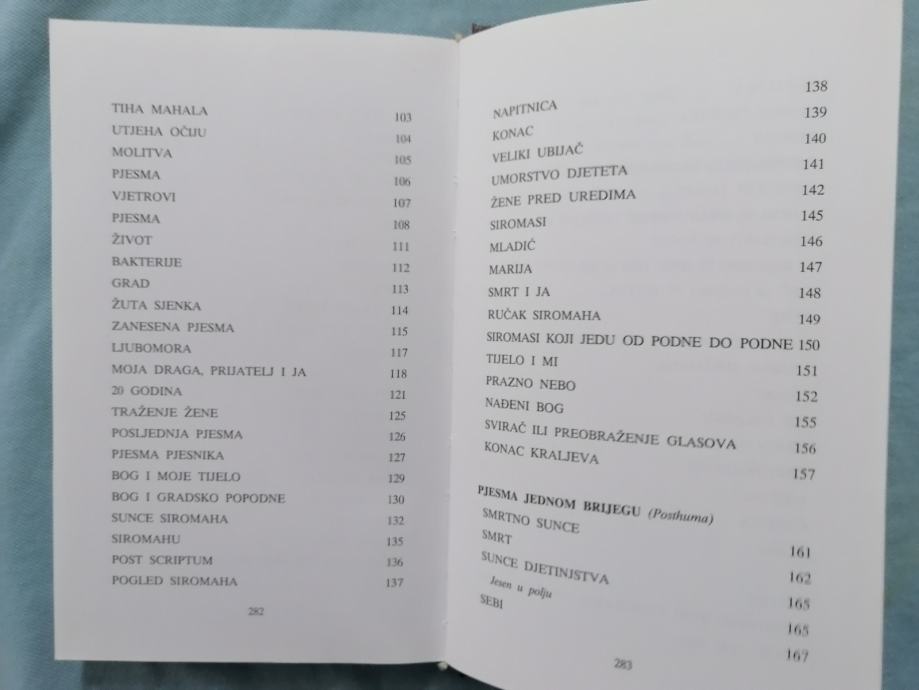 TIHA MAHALA 103
UTJEHA OČIJU 104
MOLITVA 105
PJESMA 106
VJETROVI 107
PJESMA 108
ŽIVOT 111
BAKTERIJE 112
GRAD 113
ŽUTA SJENKA 114
ZANESENA PJESMA 115
LJUBOMORA 117
MOJA DRAGA, PRIJATELJ I JA 118
20 GODINA 121
TRAŽENJE ŽENE 125
POSLJEDNJA PJESMA 126
PJESMA PJESNIKA 127
BOG I MOJE TIJELO 129
BOG I GRADSKO POPODNE 130
SUNCE SIROMAHA 132
SIROMAHU 135
POST SCRIPTUM 136
POGLED SIROMAHA 137
282
NAPITNICA 138
KONAC 139
VELIKI UBIJAČ 140
UMORSTVO DJETETA 141
ŽENE PRED UREDIMA 142
SIROMASI 145
MLADIĆ 146
MARIJA 147
SMRT I JA 148
RUČAK SIROMAHA 149
SIROMASI KOJI JEDU OD PODNE DO PODNE 150
TIJELO I MI 151
PRAZNO NEBO 152
NAĐENI BOG 155
SVIRAČ ILI PREOBRAŽENJE GLASOVA 156
KONAC KRALJEVA 157
PJESMA JEDNOM BRIJEGU (Posthuma)
SMRTNO SUNCE 161
SMRT 162
SUNCE DJETINJSTVA 165
Jesen u polju 165
SEBI 167
283